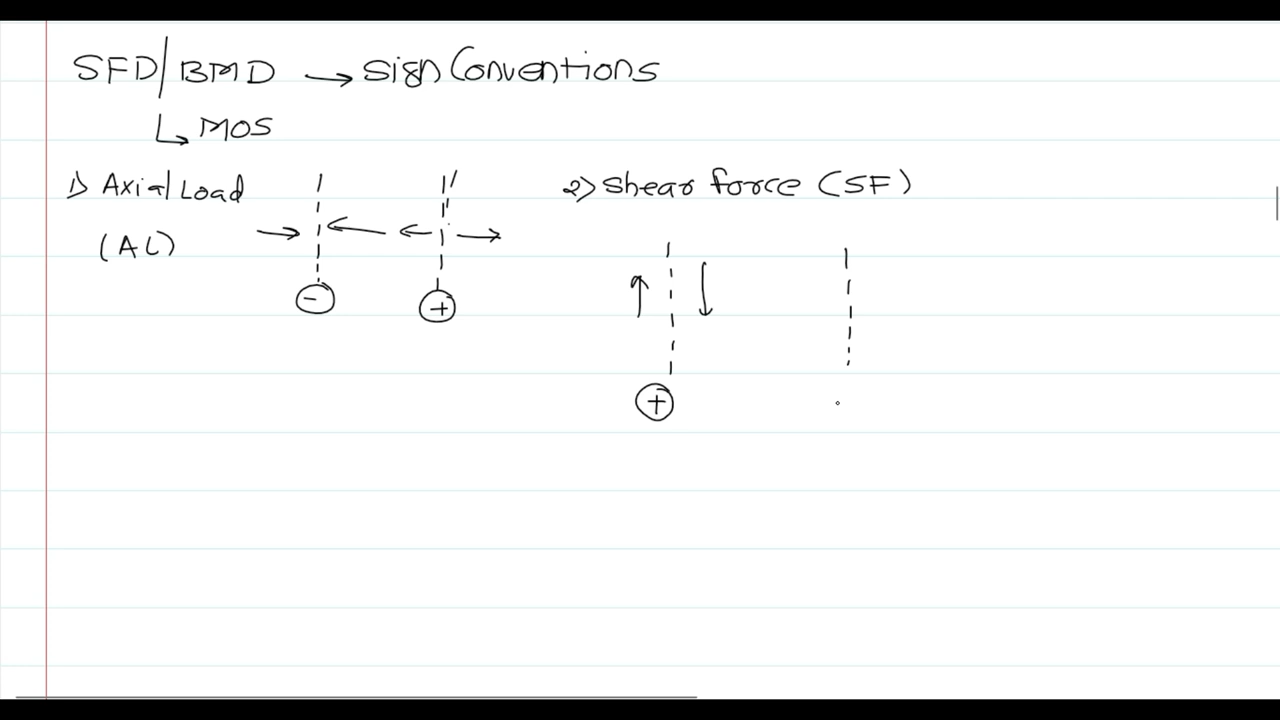 SFD/BMD → Sign Conventions
↳ MOS
1) Axial Load
(AL)
- +
2) Shear force (SF)
+